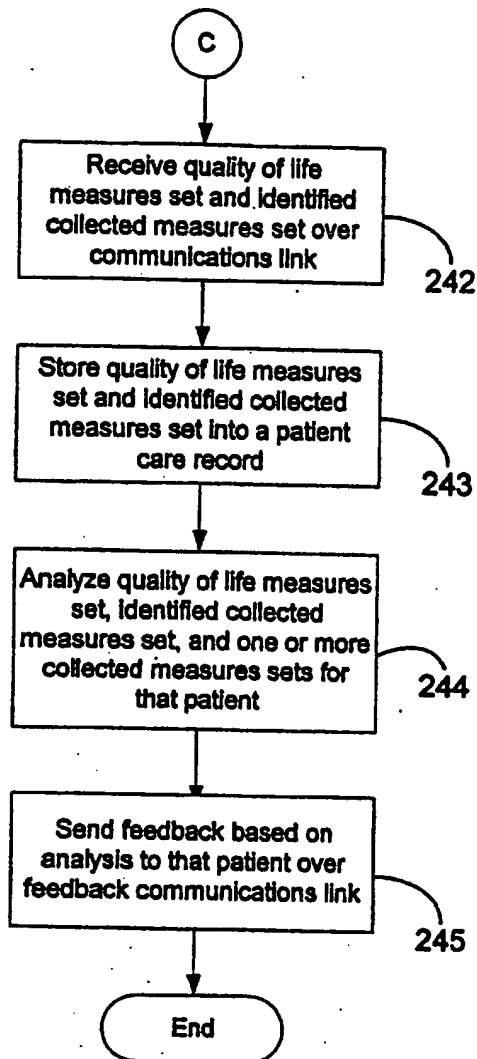 C
Receive quality of life
measures set and identified
collected measures set over
communications link
242
Store quality of life measures
set and identified collected
measures set into a patient
care record
243
Analyze quality of life measures
set, identified collected
measures set, and one or more
collected measures sets for
that patient
244
Send feedback based on
analysis to that patient over
feedback communications link
245
End